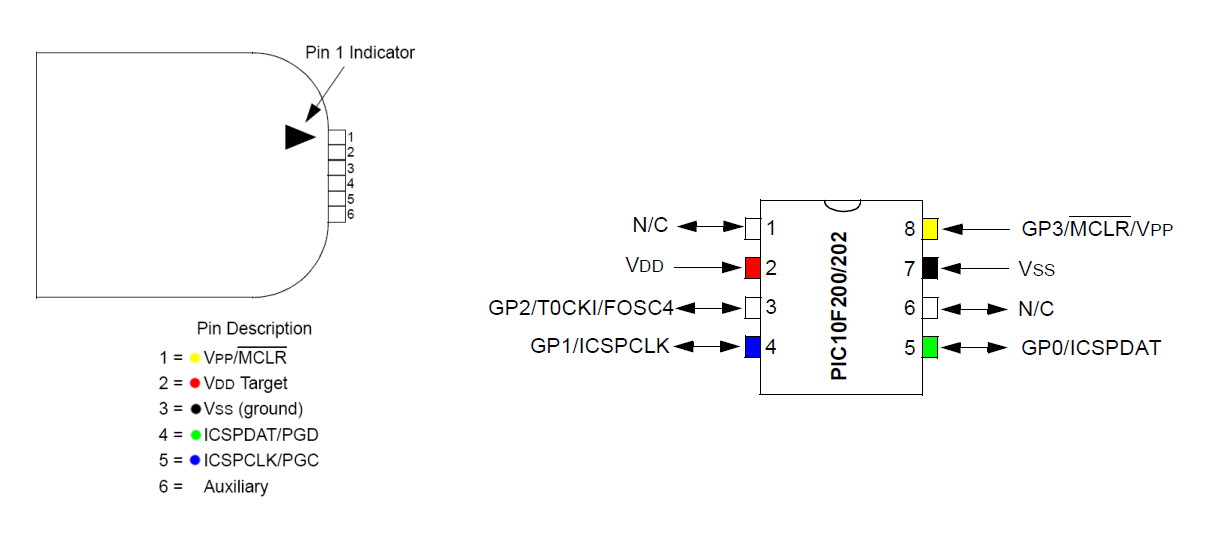 Pin 1 Indicator
1
2
3
4
5
6
Pin Description
1 = VPP/MCLR
2 = VDD Target
3 = VSS (ground)
4 = ICSPDAT/PGD
5 = ICSPCLK/PGC
6 = Auxiliary
N/C 1
VDD 2
GP2/T0CKI/FOSC4 3
GP1/ICSPCLK 4
PIC10F200/202
8 GP3/MCLR/VPP
7 VSS
6 N/C
5 GP0/ICSPDAT